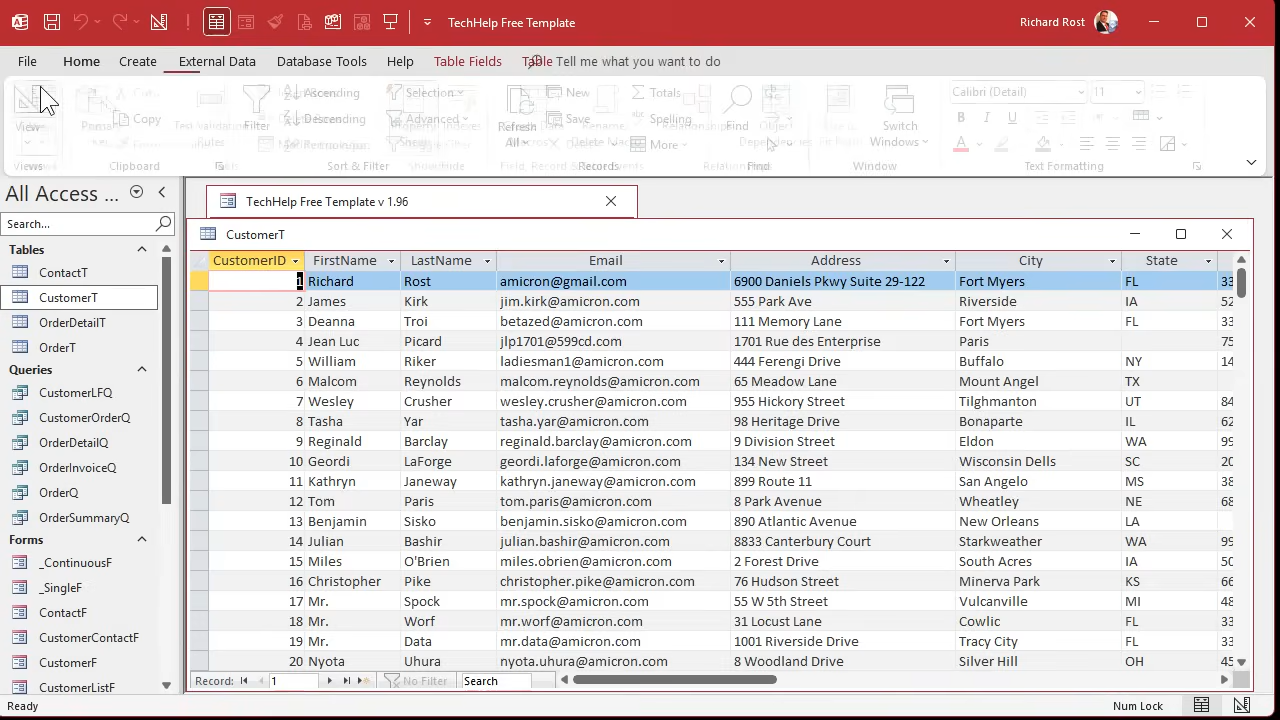 TechHelp Free Template
Richard Rost
File Home Create External Data Database Tools Help Table Fields Table Tell me what you want to do
View
Copy
Filter
Ascending
Descending
Selection
Advanced
Refresh
All
New
Save
Totals
Spelling
More
Find
Switch
Windows
Calibri (Detail) 11
B I U
A
Views Clipboard Sort & Filter Records Find Window Text Formatting
All Access ...
Search...
Tables
ContactT
CustomerT
OrderDetailT
OrderT
Queries
CustomerLFQ
CustomerOrderQ
OrderDetailQ
OrderInvoiceQ
OrderQ
OrderSummaryQ
Forms
_ContinuousF
_SingleF
ContactF
CustomerContactF
CustomerF
CustomerListF
TechHelp Free Template v 1.96
CustomerT
CustomerID FirstName LastName Email Address City State
1 Richard Rost amicron@gmail.com 6900 Daniels Pkwy Suite 29-122 Fort Myers FL 33
2 James Kirk jim.kirk@amicron.com 555 Park Ave Riverside IA 52
3 Deanna Troi betazed@amicron.com 111 Memory Lane Fort Myers FL 33
4 Jean Luc Picard jlp1701@599cd.com 1701 Rue des Enterprise Paris 75
5 William Riker ladiesman1@amicron.com 444 Ferengi Drive Buffalo NY 14
6 Malcom Reynolds malcom.reynolds@amicron.com 65 Meadow Lane Mount Angel TX
7 Wesley Crusher wesley.crusher@amicron.com 955 Hickory Street Tilghmanton UT 84
8 Tasha Yar tasha.yar@amicron.com 98 Heritage Drive Bonaparte IL 62
9 Reginald Barclay reginald.barclay@amicron.com 9 Division Street Eldon WA 99
10 Geordi LaForge geordi.laforge@amicron.com 134 New Street Wisconsin Dells SC 20
11 Kathryn Janeway kathryn.janeway@amicron.com 899 Route 11 San Angelo MS 38
12 Tom Paris tom.paris@amicron.com 8 Park Avenue Wheatley NE 68
13 Benjamin Sisko benjamin.sisko@amicron.com 890 Atlantic Avenue New Orleans LA
14 Julian Bashir julian.bashir@amicron.com 8833 Canterbury Court Starkweather WA 99
15 Miles O'Brien miles.obrien@amicron.com 2 Forest Drive South Acres IA 50
16 Christopher Pike christopher.pike@amicron.com 76 Hudson Street Minerva Park KS 66
17 Mr. Spock mr.spock@amicron.com 55 W 5th Street Vulcanville MI 48
18 Mr. Worf mr.worf@amicron.com 31 Locust Lane Cowlic FL 33
19 Mr. Data mr.data@amicron.com 1001 Riverside Drive Tracy City FL 33
20 Nyota Uhura nyota.uhura@amicron.com 8 Woodland Drive Silver Hill OH 45
Record: 1 No Filter Search
Ready Num Lock